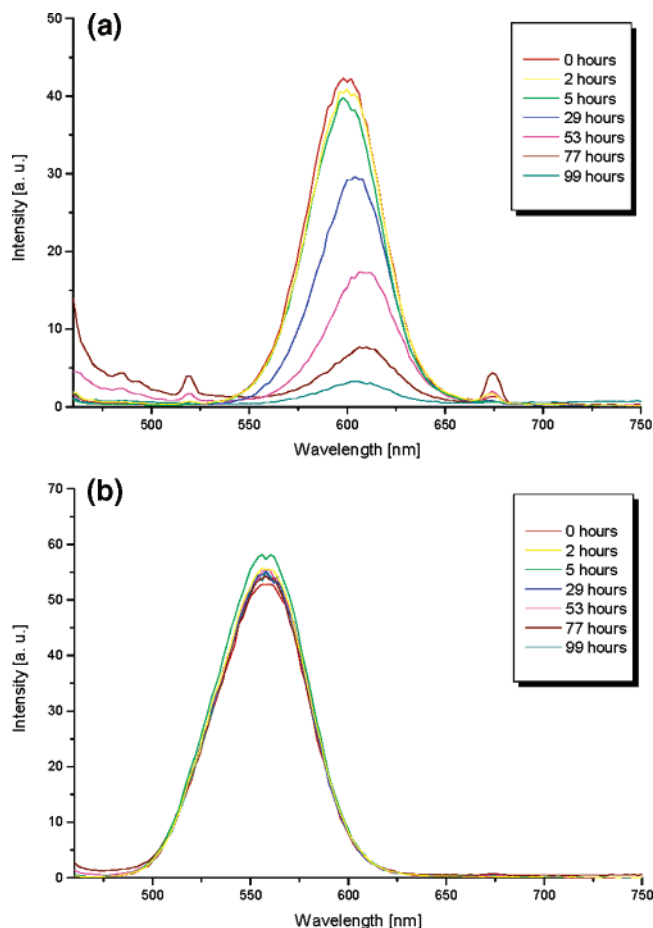 (a)
50
40
30
20
10
0
500
550
600
650
700
750
Intensity [a. u.]
Wavelength [nm]
0 hours
2 hours
5 hours
29 hours
53 hours
77 hours
99 hours
(b)
70
60
50
40
30
20
10
0
500
550
600
650
700
750
Intensity [a. u.]
Wavelength [nm]
0 hours
2 hours
5 hours
29 hours
53 hours
77 hours
99 hours